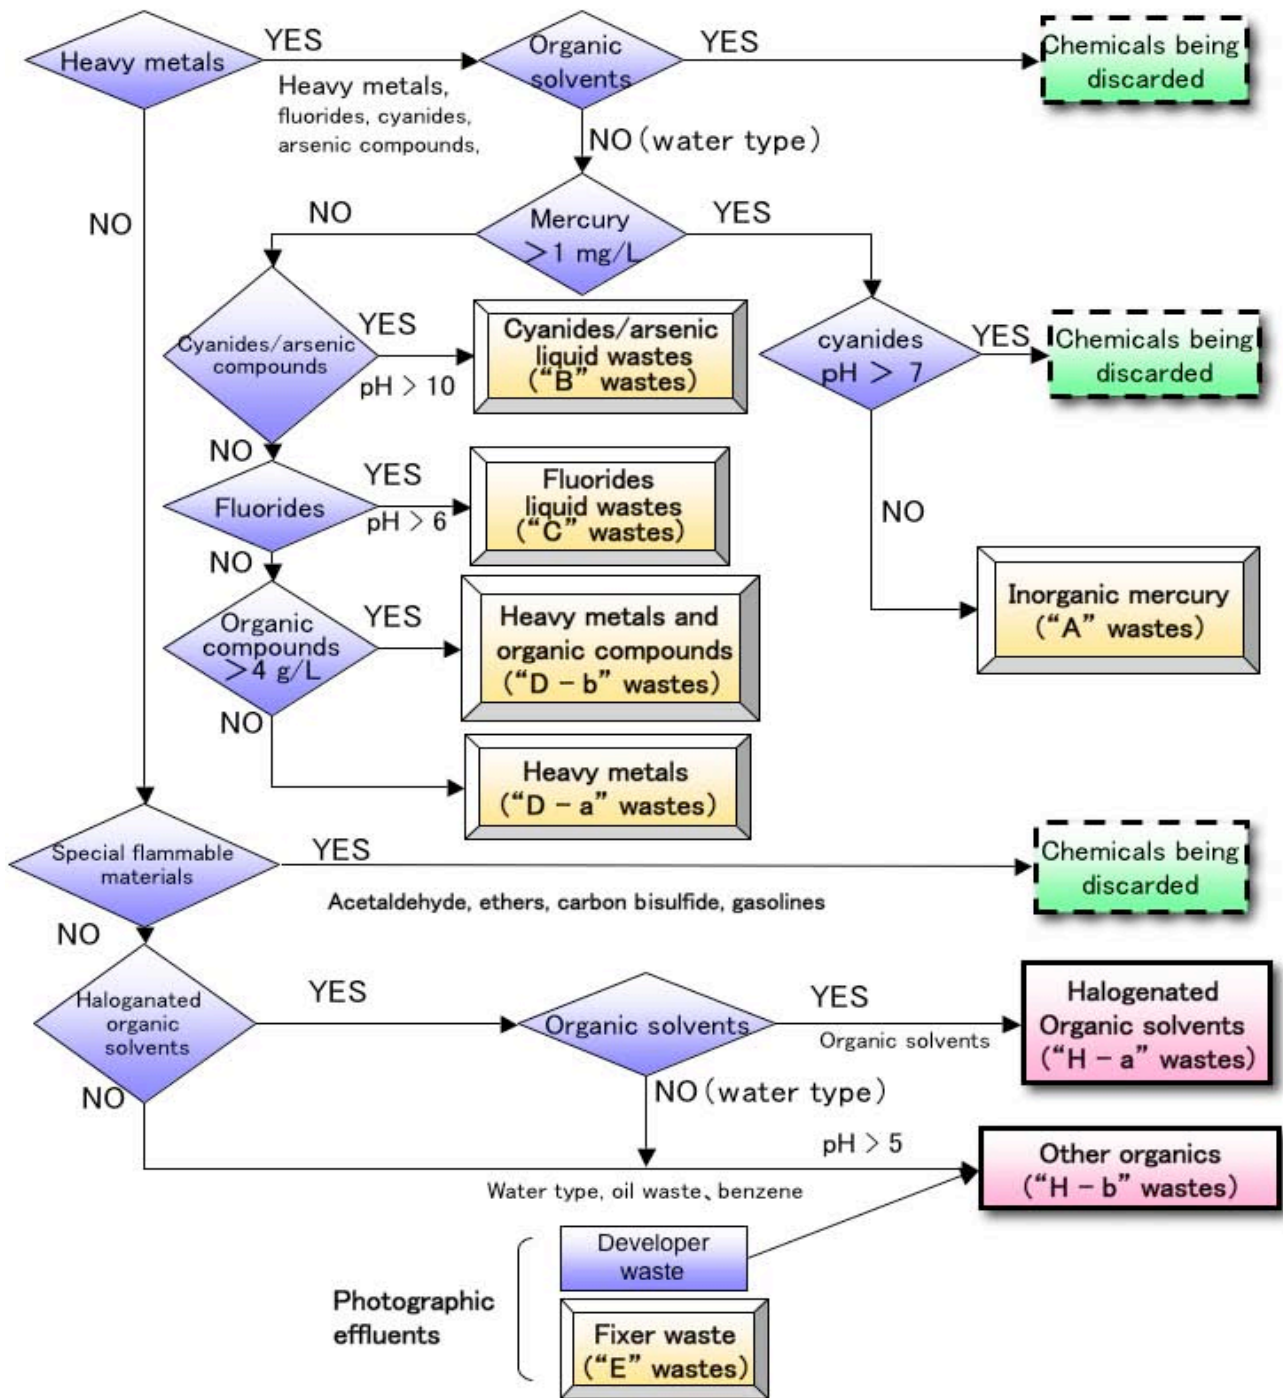 Heavy metals
YES
Heavy metals,
fluorides, cyanides,
arsenic compounds,
Organic
solvents
YES
Chemicals being
discarded
NO (water type)
NO
NO
Mercury
>1 mg/L
YES
Cyanides/arsenic
compounds
YES
pH > 10
Cyanides/arsenic
liquid wastes
(“B” wastes)
cyanides
pH > 7
YES
Chemicals being
discarded
NO
Fluorides
YES
pH > 6
Fluorides
liquid wastes
(“C” wastes)
NO
NO
Organic
compounds
>4 g/L
YES
Heavy metals and
organic compounds
(“D - b” wastes)
Inorganic mercury
(“A” wastes)
NO
Heavy metals
(“D - a” wastes)
Special flammable
materials
YES
Acetaldehyde, ethers, carbon bisulfide, gasolines
Chemicals being
discarded
NO
Haloganated
organic
solvents
YES
Organic solvents
YES
Organic solvents
Halogenated
Organic solvents
(“H - a” wastes)
NO
NO (water type)
pH > 5
Water type, oil waste、benzene
Other organics
(“H - b” wastes)
Photographic
effluents
Developer
waste
Fixer waste
(“E” wastes)